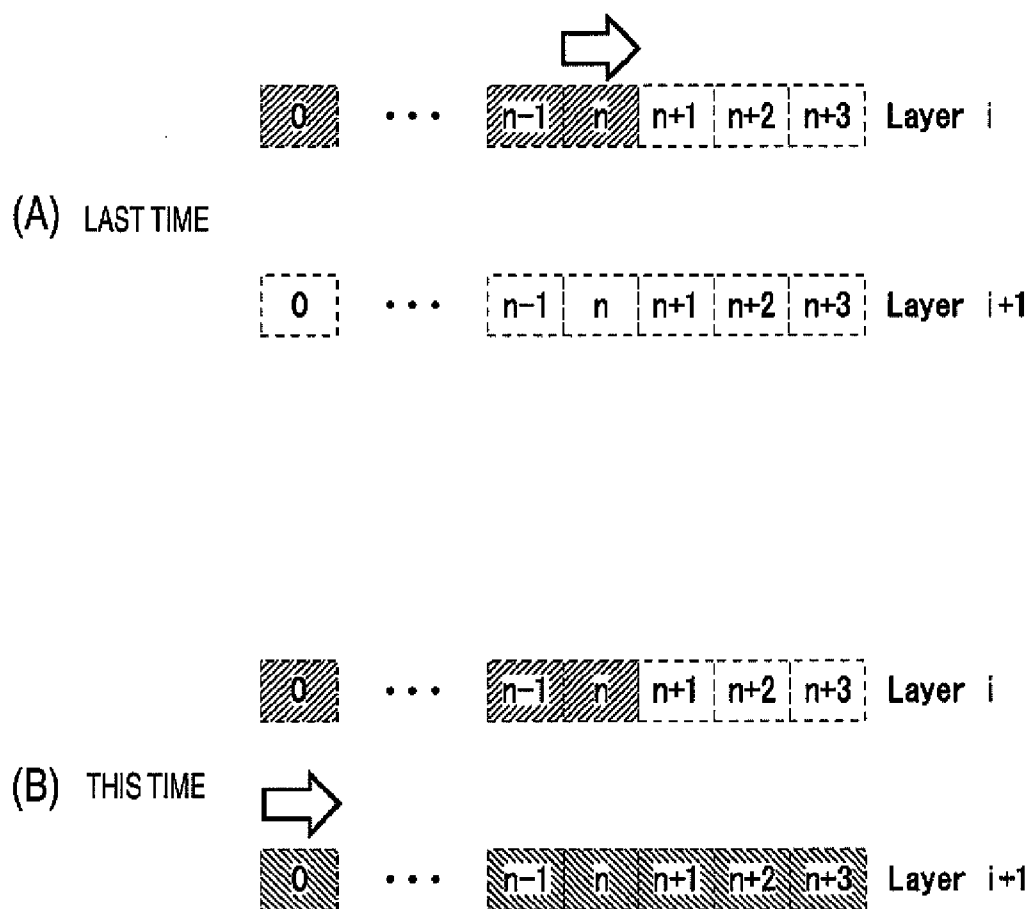 0 ••• n-1 n n+1 n+2 n+3 Layer i
(A) LAST TIME
0 ••• n-1 n n+1 n+2 n+3 Layer i+1
0 ••• n-1 n n+1 n+2 n+3 Layer i
(B) THIS TIME
0 ••• n-1 n n+1 n+2 n+3 Layer i+1